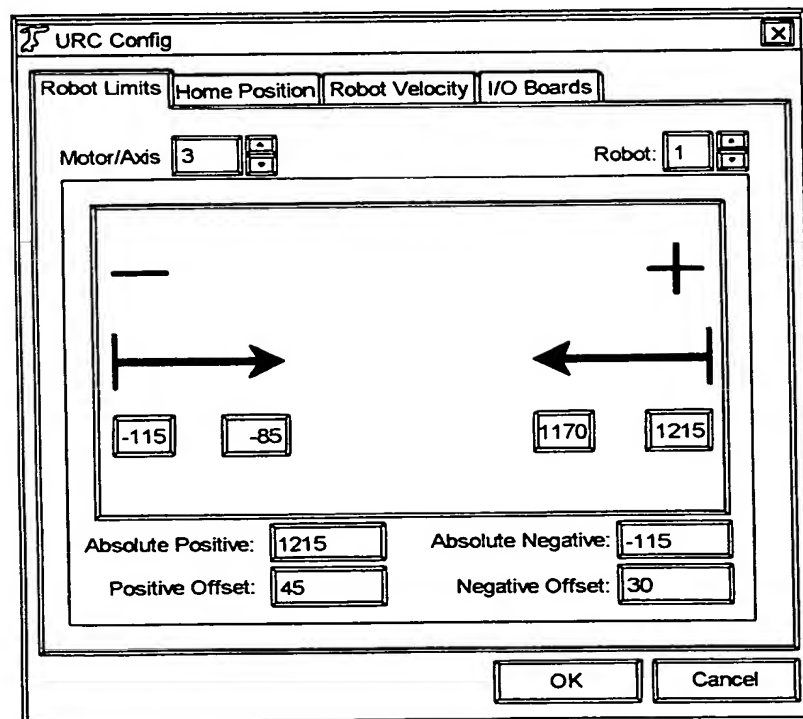 URC Config
Robot Limits Home Position Robot Velocity I/O Boards
Motor/Axis 3 Robot: 1
− +
-115 -85 1170 1215
Absolute Positive: 1215 Absolute Negative: -115
Positive Offset: 45 Negative Offset: 30
OK Cancel